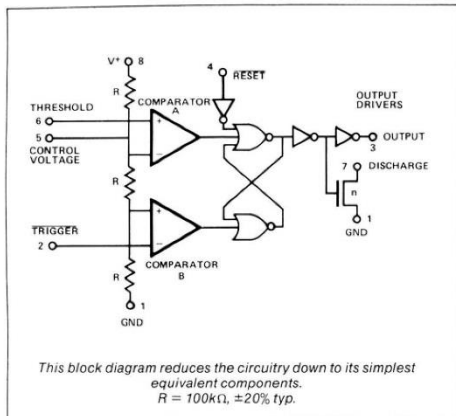 V⁺ 8
4
RESET
R
COMPARATOR
A
OUTPUT
DRIVERS
THRESHOLD
6
+
5
CONTROL
VOLTAGE
–
OUTPUT
3
7 DISCHARGE
R
n
1
GND
TRIGGER
2
+
–
R
COMPARATOR
B
1
GND
This block diagram reduces the circuitry down to its simplest
equivalent components.
R = 100kΩ, ±20% typ.